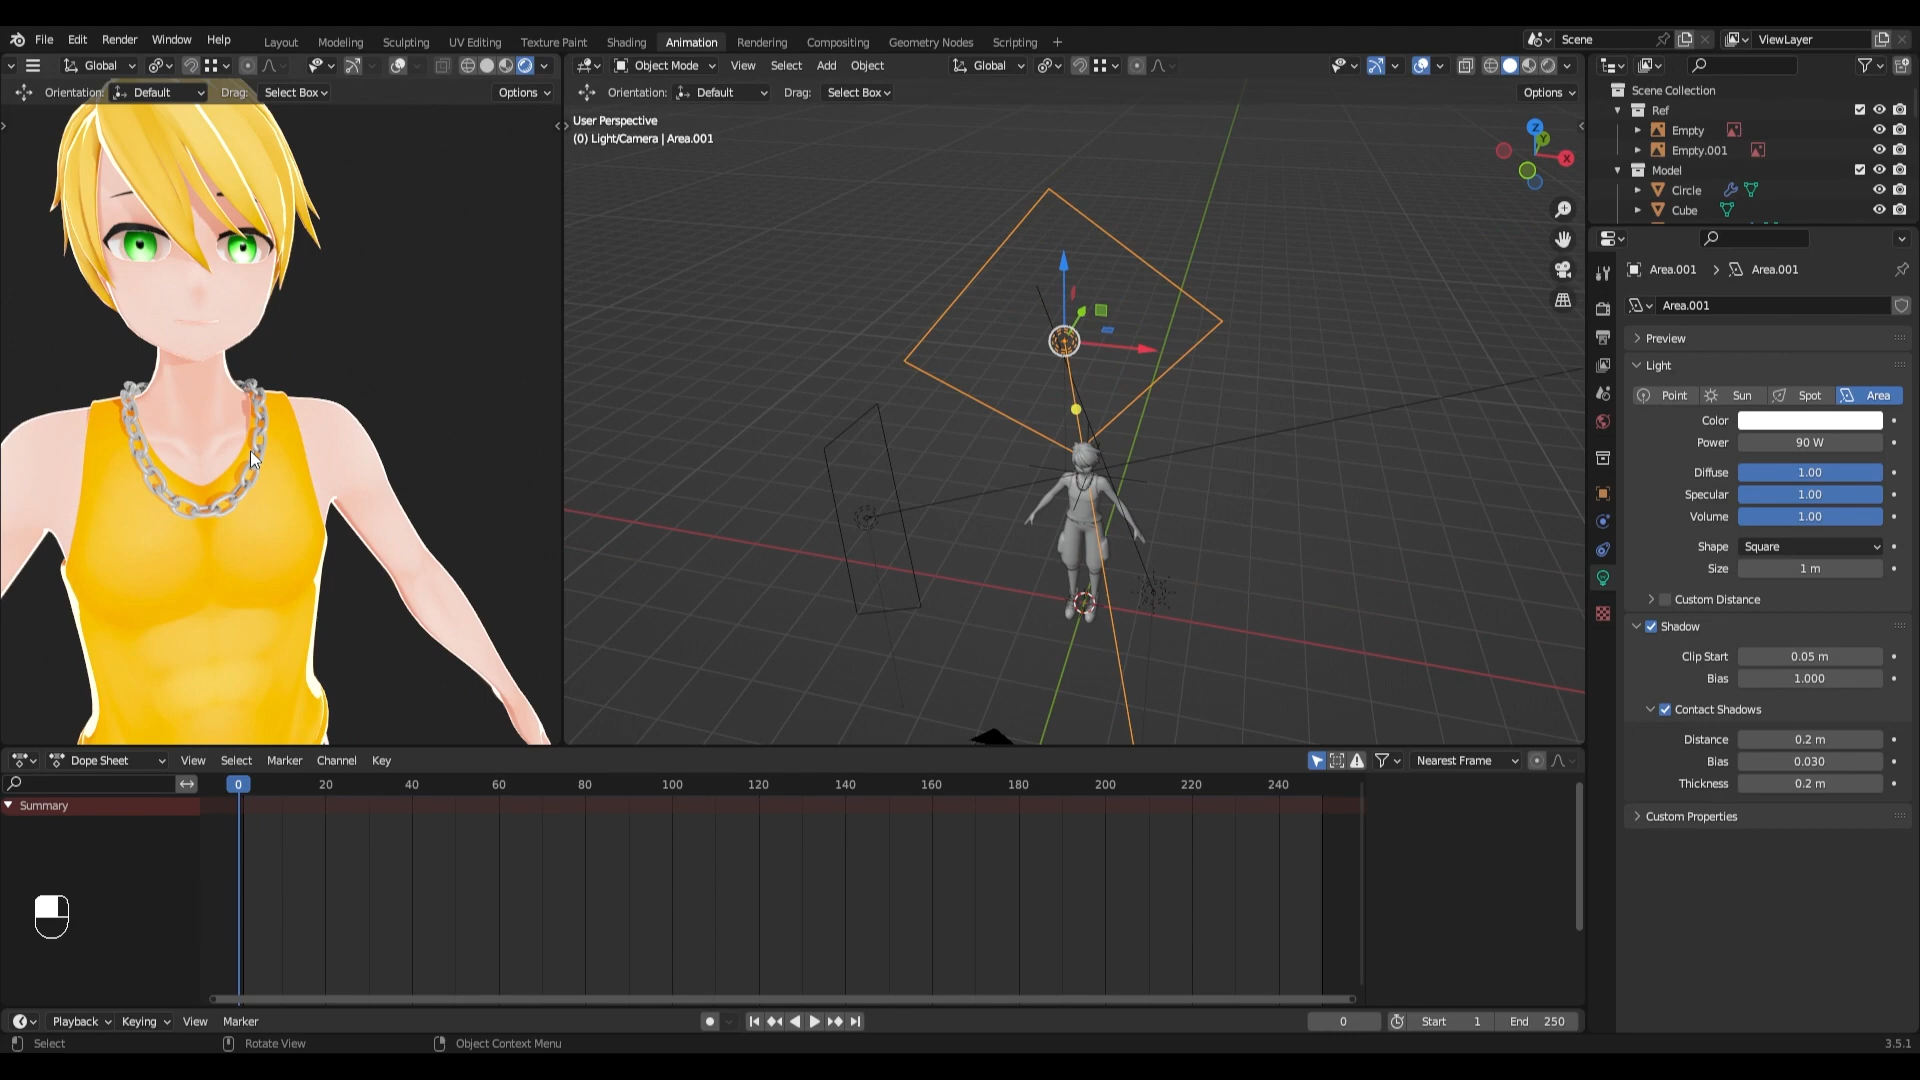 File Edit Render Window Help Layout Modeling Sculpting UV Editing Texture Paint Shading Animation Rendering Compositing Geometry Nodes Scripting + Scene ViewLayer
Global Object Mode View Select Add Object Global
Orientation: Default Drag: Select Box Options Orientation: Default Drag: Select Box Options
User Perspective
(0) Light/Camera | Area.001
Z
Y
X
Scene Collection
Ref
Empty
Empty.001
Model
Circle
Cube
Area.001 > Area.001
Area.001
Preview
Light
Point Sun Spot Area
Color
Power 90 W
Diffuse 1.00
Specular 1.00
Volume 1.00
Shape Square
Size 1 m
Custom Distance
Shadow
Clip Start 0.05 m
Bias 1.000
Contact Shadows
Distance 0.2 m
Bias 0.030
Thickness 0.2 m
Custom Properties
Dope Sheet View Select Marker Channel Key Nearest Frame
0 20 40 60 80 100 120 140 160 180 200 220 240
Summary
Playback Keying View Marker 0 Start 1 End 250
Select Rotate View Object Context Menu 3.5.1